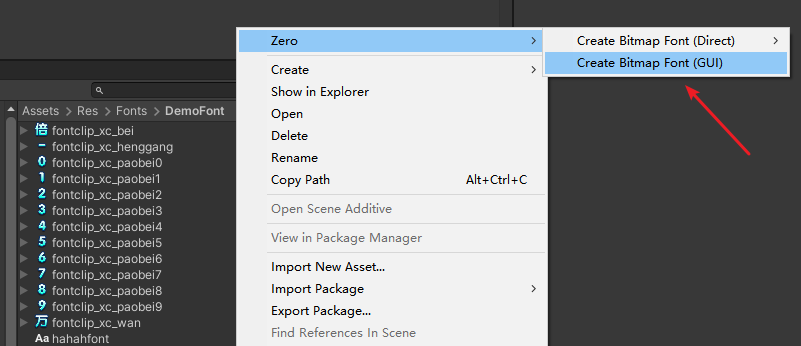 Zero
Create Bitmap Font (Direct)
Create Bitmap Font (GUI)
Create
Show in Explorer
Open
Delete
Rename
Copy Path Alt+Ctrl+C
Open Scene Additive
View in Package Manager
Import New Asset...
Import Package
Export Package...
Find References In Scene
Assets > Res > Fonts > DemoFont
倍 fontclip_xc_bei
- fontclip_xc_henggang
0 fontclip_xc_paobei0
1 fontclip_xc_paobei1
2 fontclip_xc_paobei2
3 fontclip_xc_paobei3
4 fontclip_xc_paobei4
5 fontclip_xc_paobei5
6 fontclip_xc_paobei6
7 fontclip_xc_paobei7
8 fontclip_xc_paobei8
9 fontclip_xc_paobei9
万 fontclip_xc_wan
Aa hahahfont